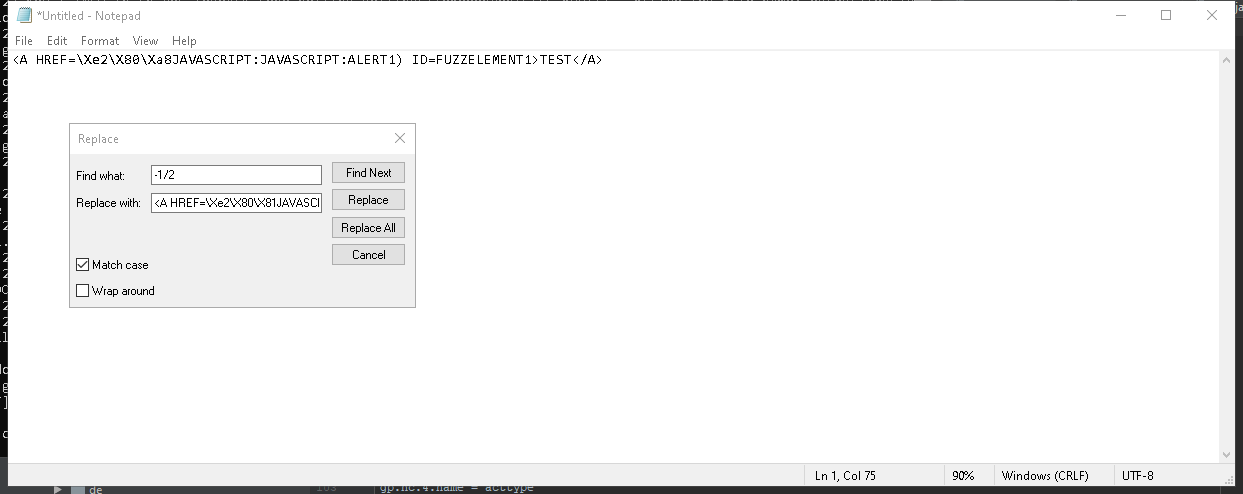 *Untitled - Notepad
File Edit Format View Help
<A HREF=\Xe2\X80\Xa8JAVASCRIPT:JAVASCRIPT:ALERT1) ID=FUZZELEMENT1>TEST</A>
Replace
Find what: -1/2 Find Next
Replace with: <A HREF=\Xe2\X80\X81JAVASCI Replace
Replace All
Cancel
Match case
Wrap around
Ln 1, Col 75 90% Windows (CRLF) UTF-8
de
gp.nc.4.name = acctype